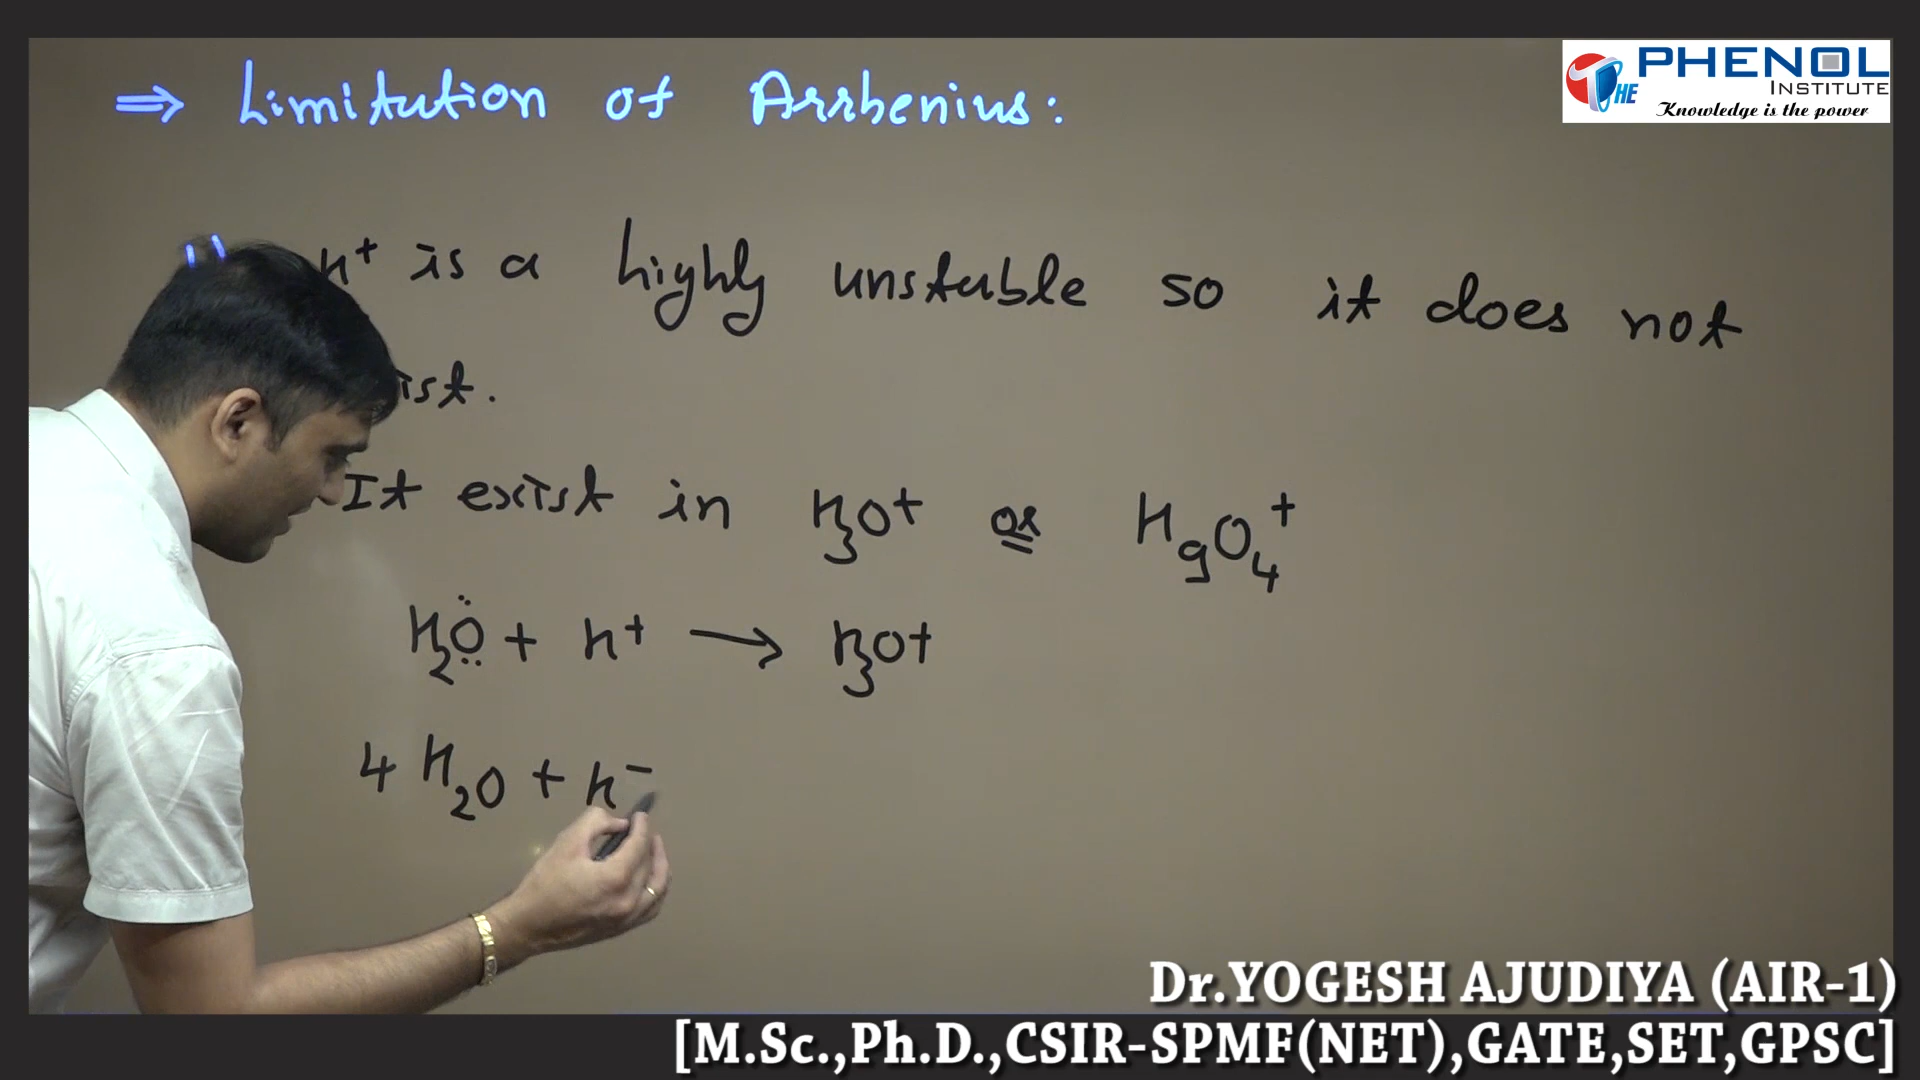 ⇒ Limitation of Arrhenius:
THE PHENOL
INSTITUTE
Knowledge is the power
H⁺ is a highly unstable so it does not
ist.
It exist in H₃O⁺ or H₉O₄⁺
H₂Ö̤ + H⁺ → H₃O⁺
4 H₂O + H⁻
Dr.YOGESH AJUDIYA (AIR-1)
[M.Sc.,Ph.D.,CSIR-SPMF(NET),GATE,SET,GPSC]